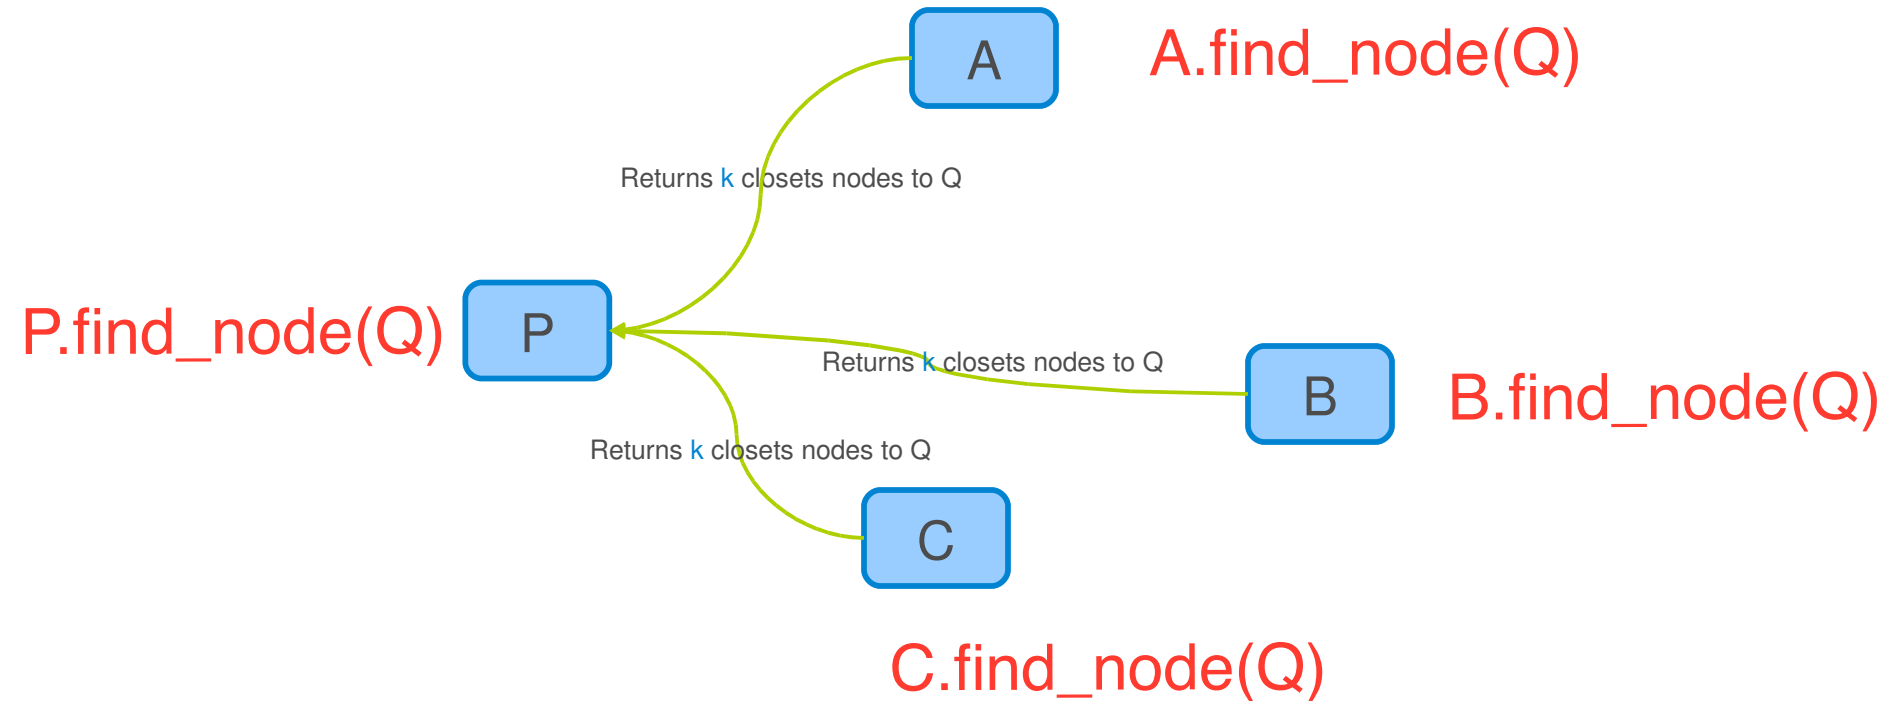 A
A.find_node(Q)
Returns k closets nodes to Q
P.find_node(Q)
P
Returns k closets nodes to Q
B
B.find_node(Q)
Returns k closets nodes to Q
C
C.find_node(Q)